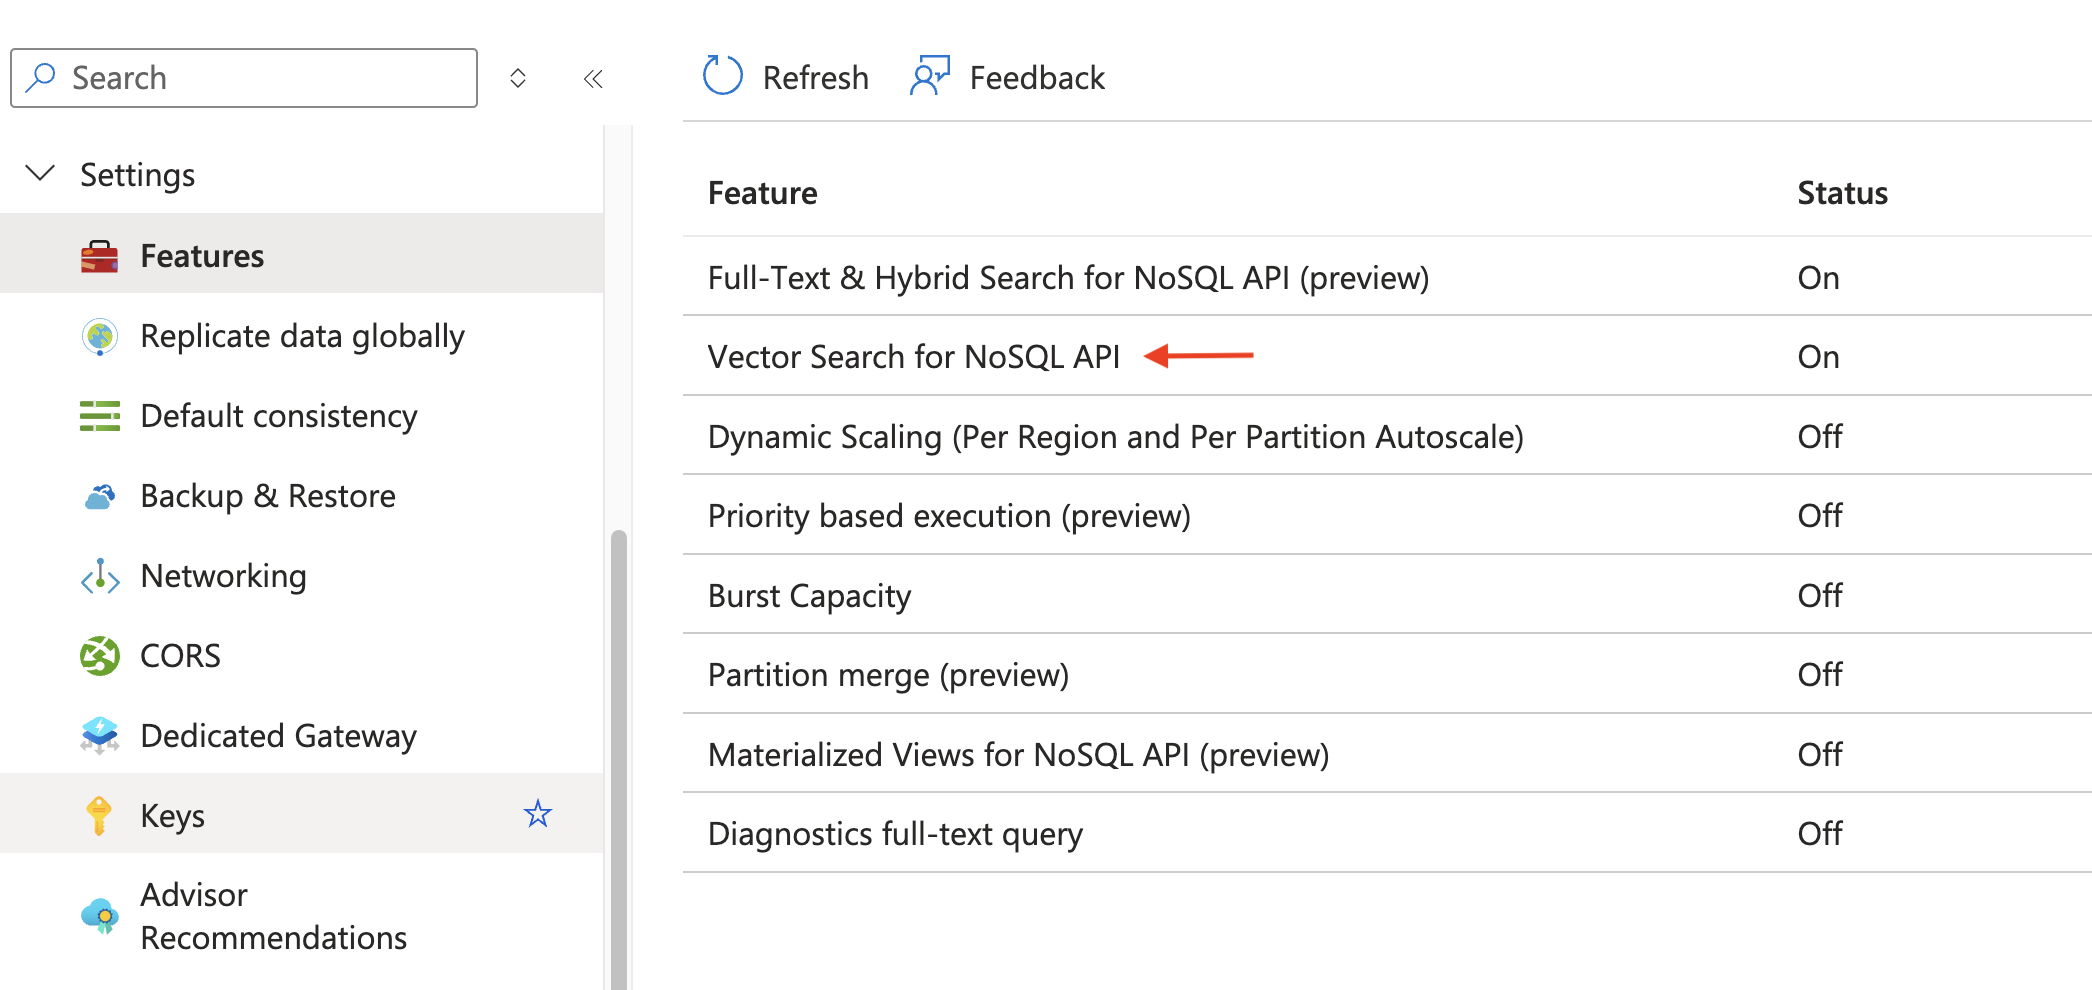 Search
Settings
Features
Replicate data globally
Default consistency
Backup & Restore
Networking
CORS
Dedicated Gateway
Keys
Advisor
Recommendations
Refresh Feedback
Feature Status
Full-Text & Hybrid Search for NoSQL API (preview) On
Vector Search for NoSQL API On
Dynamic Scaling (Per Region and Per Partition Autoscale) Off
Priority based execution (preview) Off
Burst Capacity Off
Partition merge (preview) Off
Materialized Views for NoSQL API (preview) Off
Diagnostics full-text query Off